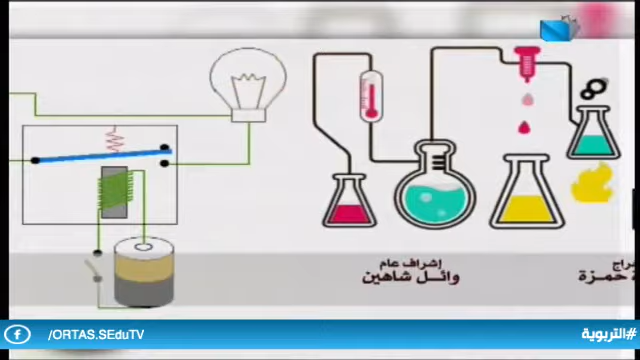 إشراف عام
وائل شاهين
حمزة
/ORTAS.SEduTV
#التربوية